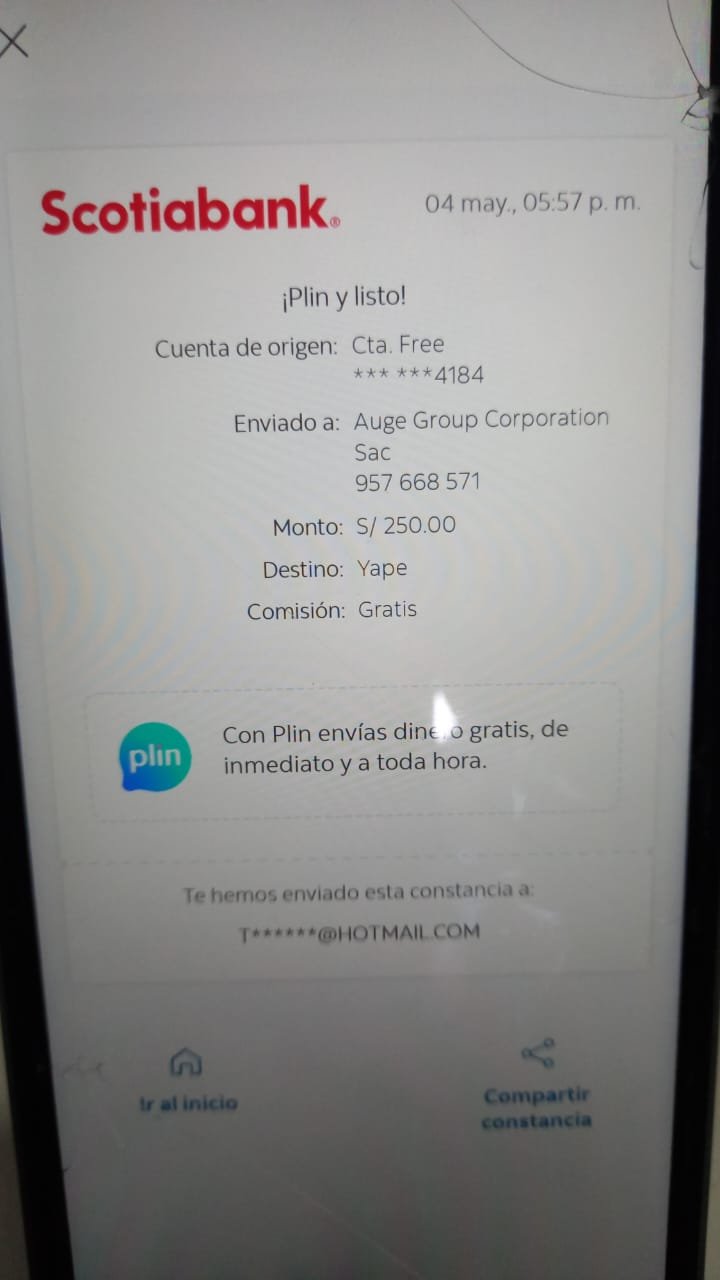 Scotiabank®
04 may., 05:57 p. m.
¡Plin y listo!
Cuenta de origen: Cta. Free
*** ***4184
Enviado a: Auge Group Corporation
Sac
957 668 571
Monto: S/ 250.00
Destino: Yape
Comisión: Gratis
plin
Con Plin envías dinero gratis, de
inmediato y a toda hora.
Te hemos enviado esta constancia a:
T******@HOTMAIL.COM
Ir al inicio
Compartir
constancia